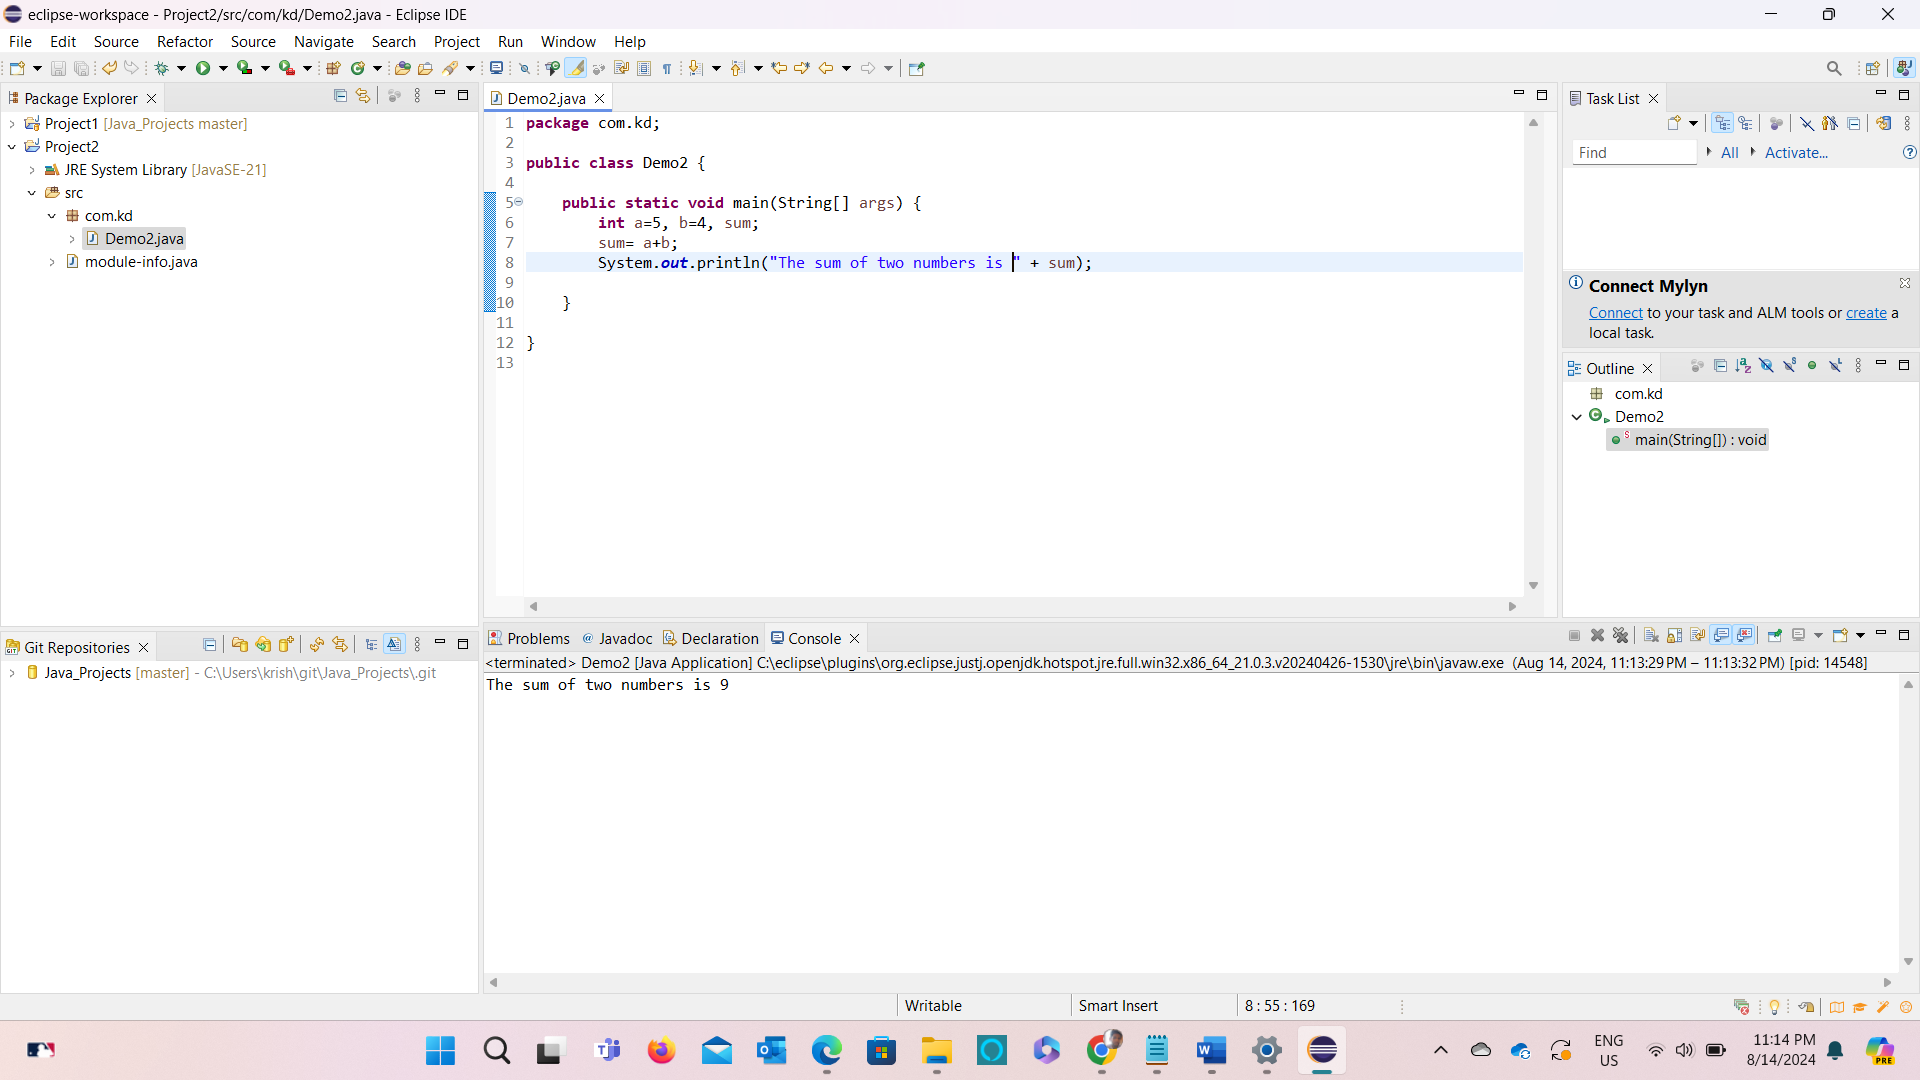 eclipse-workspace - Project2/src/com/kd/Demo2.java - Eclipse IDE
File Edit Source Refactor Source Navigate Search Project Run Window Help
Package Explorer
Project1 [Java_Projects master]
Project2
JRE System Library [JavaSE-21]
src
com.kd
Demo2.java
module-info.java
Demo2.java
1 package com.kd;
2
3 public class Demo2 {
4
5 public static void main(String[] args) {
6 int a=5, b=4, sum;
7 sum= a+b;
8 System.out.println("The sum of two numbers is " + sum);
9
10 }
11
12 }
13
Task List
Find All Activate...
Connect Mylyn
Connect to your task and ALM tools or create a
local task.
Outline
com.kd
Demo2
main(String[]) : void
Git Repositories
Java_Projects [master] - C:\Users\krish\git\Java_Projects\.git
Problems Javadoc Declaration Console
<terminated> Demo2 [Java Application] C:\eclipse\plugins\org.eclipse.justj.openjdk.hotspot.jre.full.win32.x86_64_21.0.3.v20240426-1530\jre\bin\javaw.exe (Aug 14, 2024, 11:13:29 PM – 11:13:32 PM) [pid: 14548]
The sum of two numbers is 9
Writable Smart Insert 8 : 55 : 169
ENG
US
11:14 PM
8/14/2024
PRE